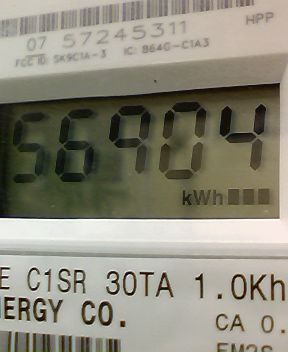 HPP
07 57245311
FCC ID: SK9C1A-3 IC: 864G-C1A3
56904
kWh
E C1SR 30TA 1.0Kh
NERGY CO.
CA 0.